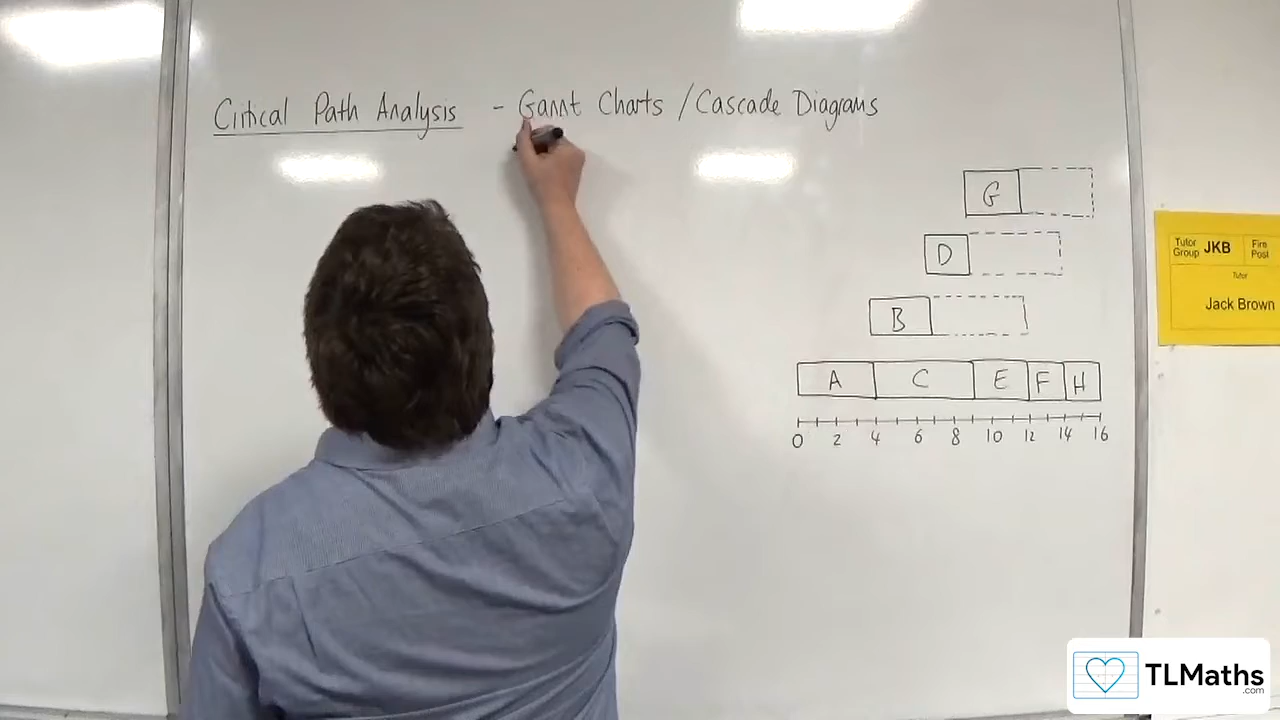 Critical Path Analysis - Gannt Charts / Cascade Diagrams
G
D
B
A C E F H
0 2 4 6 8 10 12 14 16
Tutor Group JKB Fire Post
Tutor
Jack Brown
TLMaths
.com